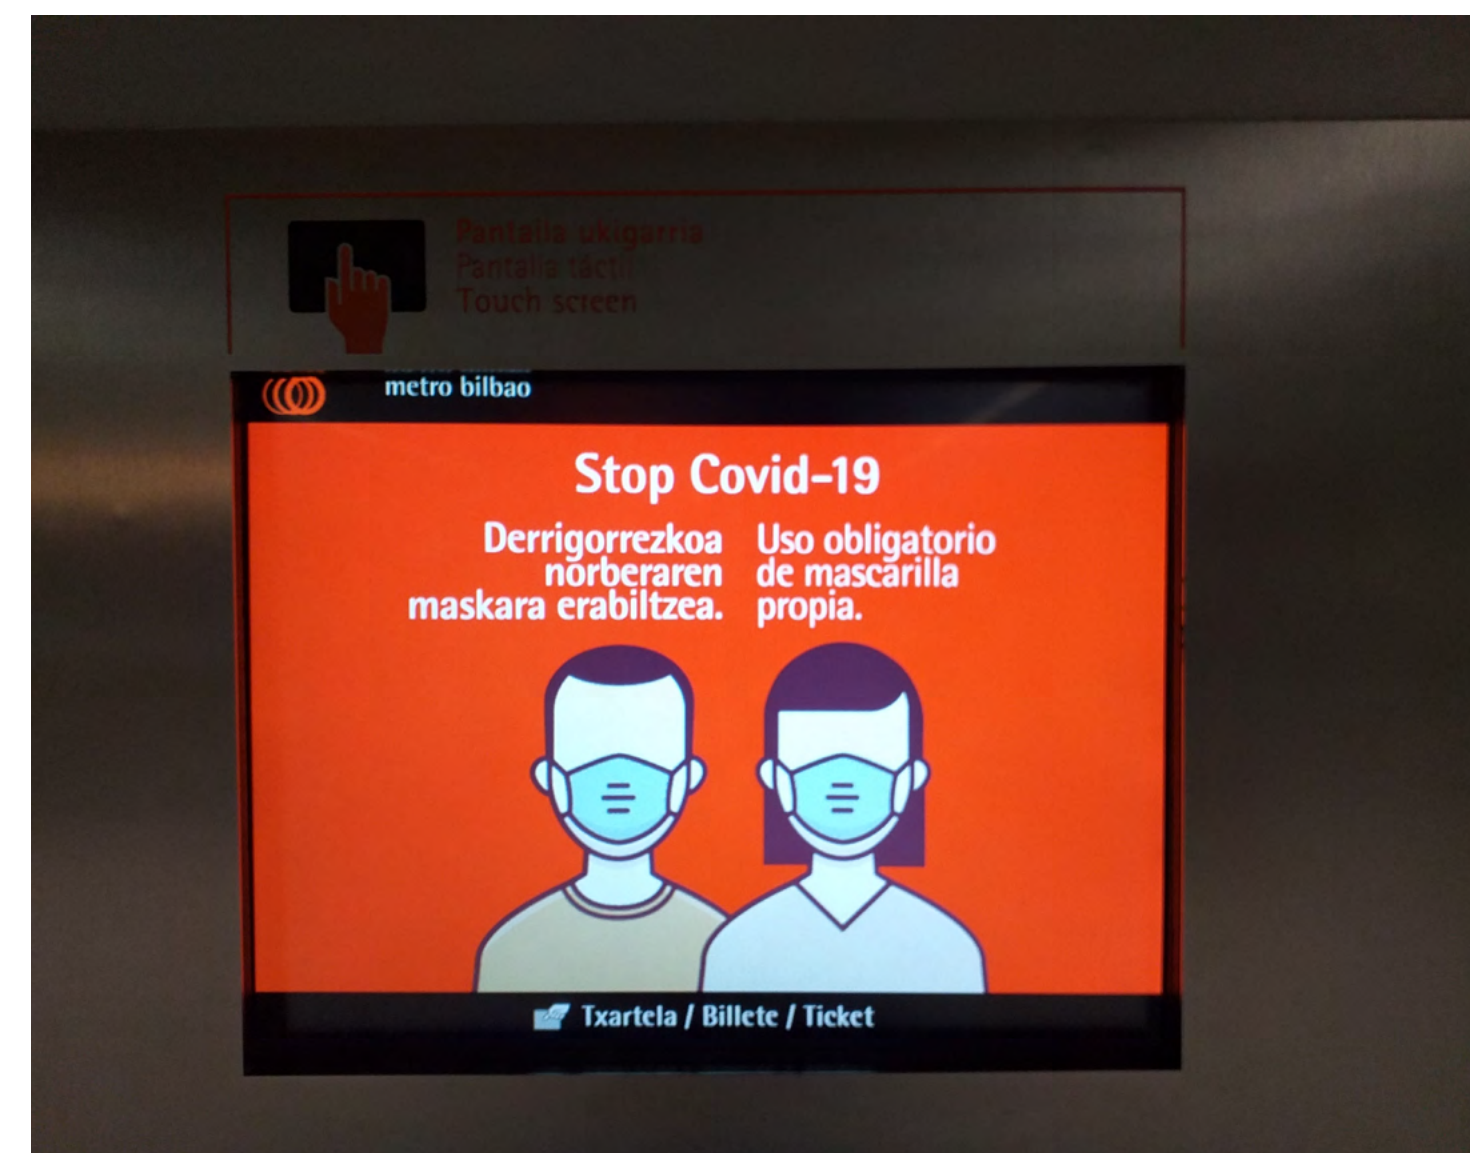 Pantalla ukigarria
Pantalla táctil
Touch screen
metro bilbao
Stop Covid-19
Derrigorrezkoa
norberaren
maskara erabiltzea.
Uso obligatorio
de mascarilla
propia.
Txartela / Billete / Ticket